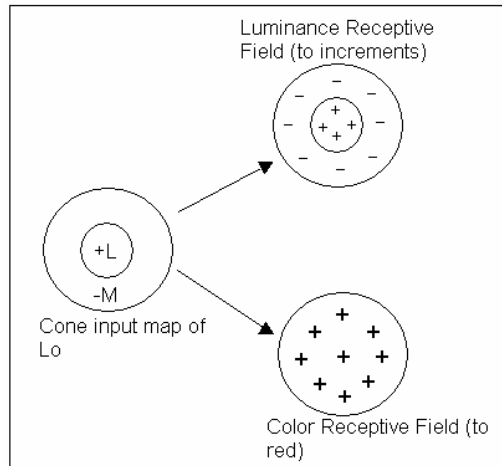 Luminance Receptive
Field (to increments)
+L
-M
Cone input map of
Lo
Color Receptive Field (to
red)